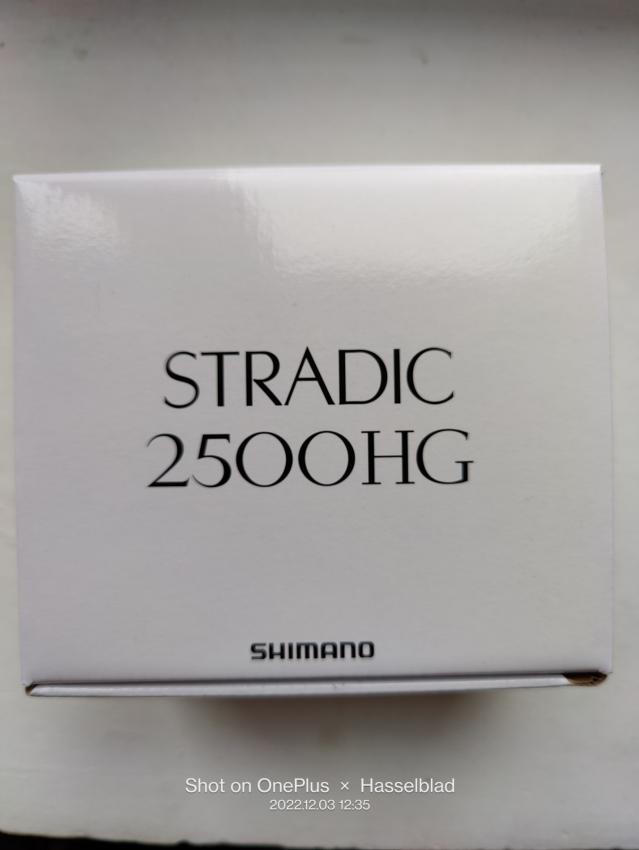 STRADIC
2500HG
SHIMANO
Shot on OnePlus × Hasselblad
2022.12.03 12:35